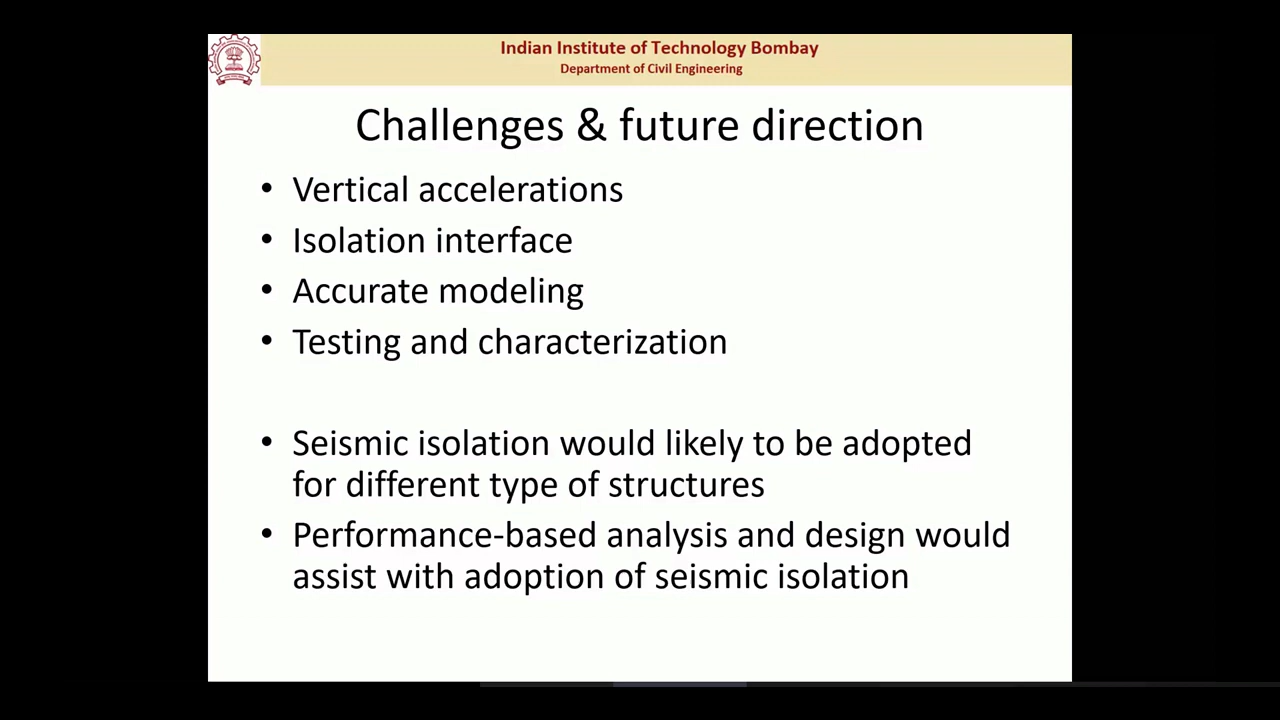 Indian Institute of Technology Bombay
Department of Civil Engineering
Challenges & future direction
• Vertical accelerations
• Isolation interface
• Accurate modeling
• Testing and characterization
• Seismic isolation would likely to be adopted
for different type of structures
• Performance-based analysis and design would
assist with adoption of seismic isolation